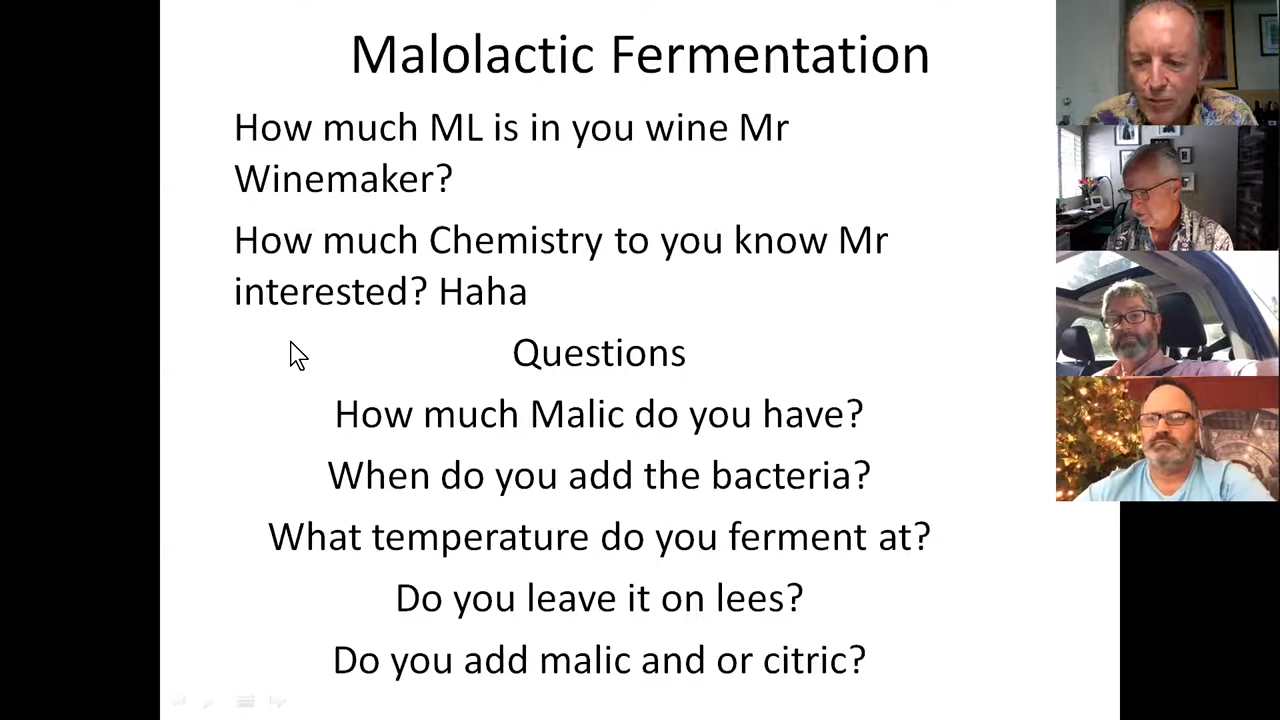 Malolactic Fermentation
How much ML is in you wine Mr
Winemaker?
How much Chemistry to you know Mr
interested? Haha
Questions
How much Malic do you have?
When do you add the bacteria?
What temperature do you ferment at?
Do you leave it on lees?
Do you add malic and or citric?